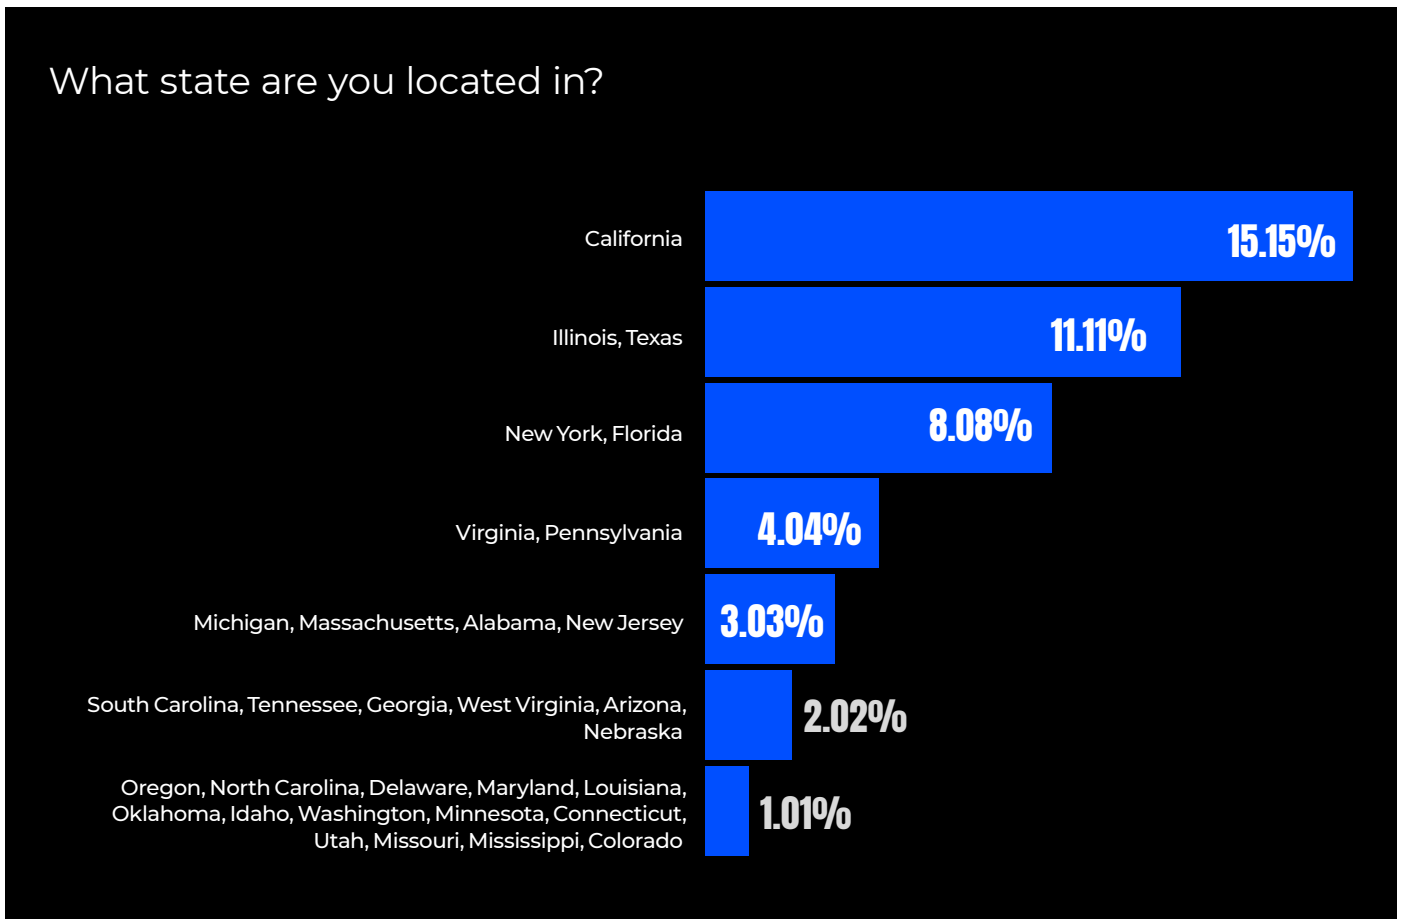 What state are you located in?
California
15.15%
Illinois, Texas
11.11%
New York, Florida
8.08%
Virginia, Pennsylvania
4.04%
Michigan, Massachusetts, Alabama, New Jersey
3.03%
South Carolina, Tennessee, Georgia, West Virginia, Arizona,
Nebraska
2.02%
Oregon, North Carolina, Delaware, Maryland, Louisiana,
Oklahoma, Idaho, Washington, Minnesota, Connecticut,
Utah, Missouri, Mississippi, Colorado
1.01%